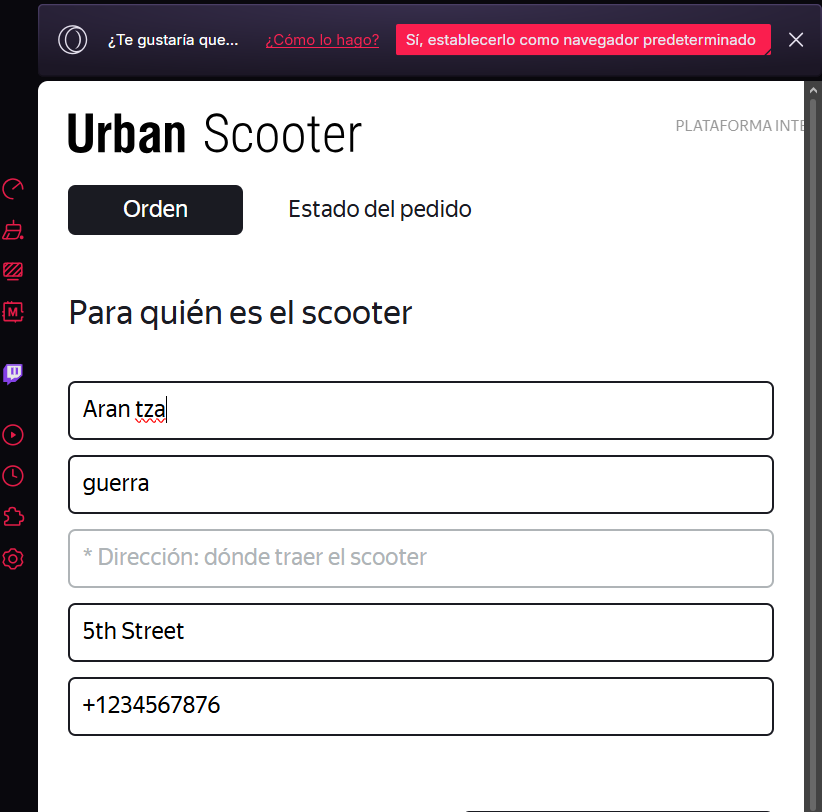 ¿Te gustaría que... ¿Cómo lo hago? Sí, establecerlo como navegador predeterminado
Urban Scooter
PLATAFORMA INTE
Orden Estado del pedido
Para quién es el scooter
Aran tza
guerra
* Dirección: dónde traer el scooter
5th Street
+1234567876
M